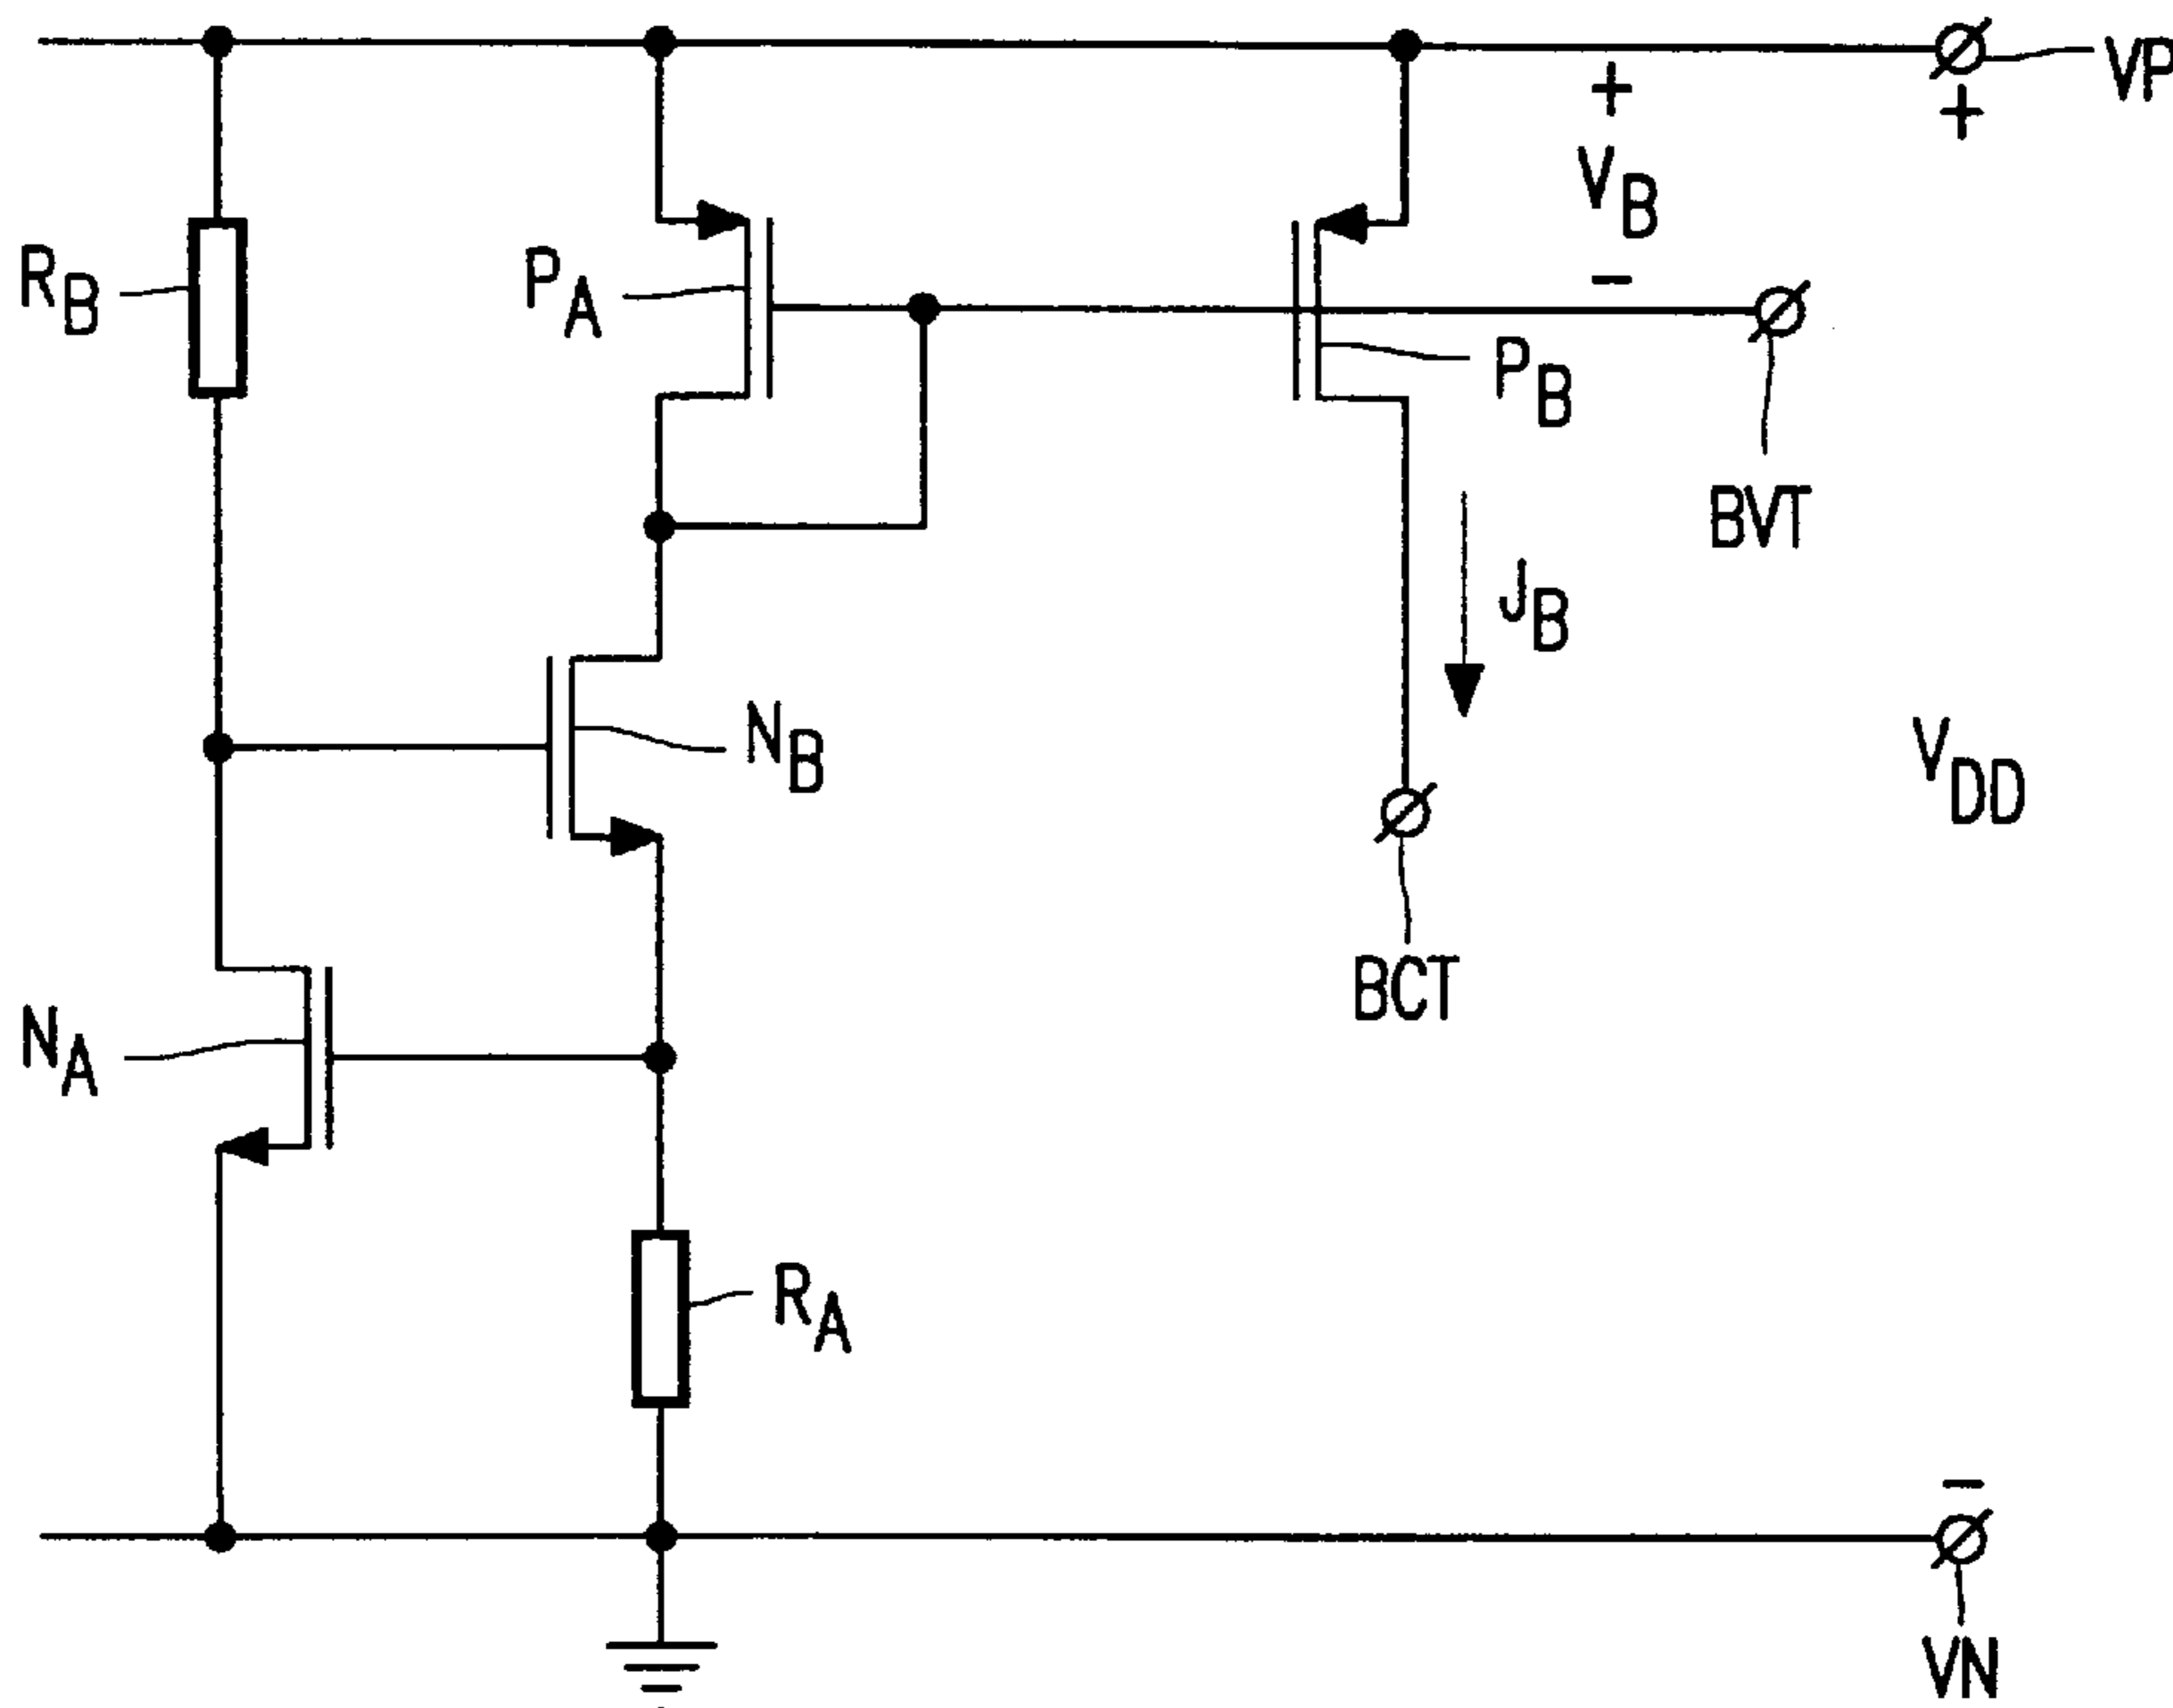 VP
+
+
V_B
−
R_B
P_A
P_B
BVT
J_B
N_B
V_DD
BCT
N_A
R_A
−
VN